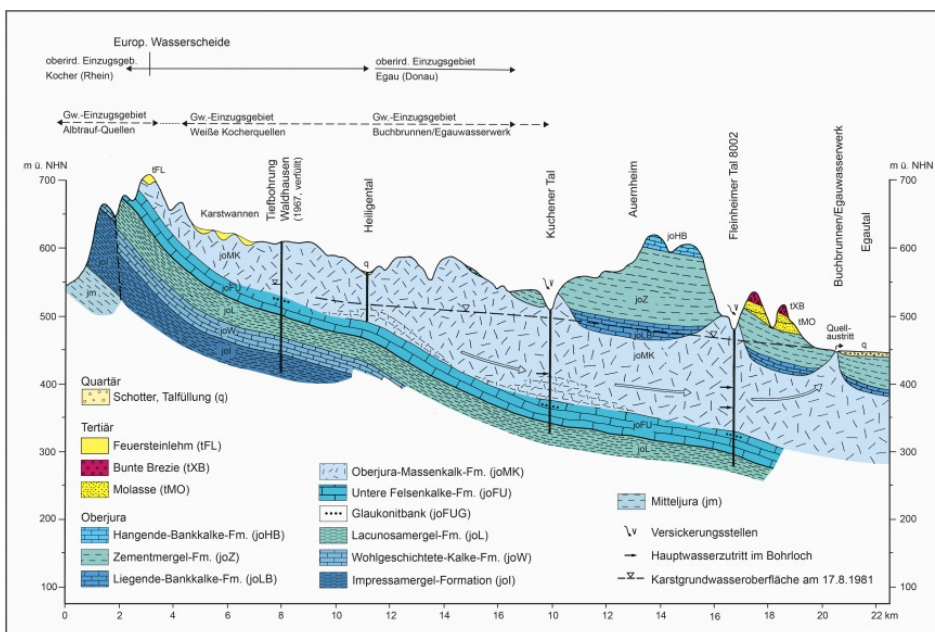 Europ. Wasserscheide
oberird. Einzugsgeb.
Kocher (Rhein)
oberird. Einzugsgebiet
Egau (Donau)
Gw.-Einzugsgebiet
Albtrauf-Quellen
Gw.-Einzugsgebiet
Weiße Kocherquellen
Gw.-Einzugsgebiet
Buchbrunnen/Egauwasserwerk
m ü. NHN
m ü. NHN
700
600
500
400
300
200
100
700
600
500
400
300
200
100
tFL
Karstwannen
Tiefbohrung
Waldhausen
(1967, verfüllt)
Heiligental
Kuchener Tal
Auernheim
Fleinheimer Tal 8002
Buchbrunnen/Egauwasserwerk
Egautal
joMK
joFU
joL
joW
joI
joI
jm
q
joHB
joZ
joLB
joMK
joFU
joL
tXB
tMO
Quell-
austritt
q
Quartär
Schotter, Talfüllung (q)
Tertiär
Feuersteinlehm (tFL)
Bunte Brezie (tXB)
Molasse (tMO)
Oberjura
Hangende-Bankkalke-Fm. (joHB)
Zementmergel-Fm. (joZ)
Liegende-Bankkalke-Fm. (joLB)
Oberjura-Massenkalk-Fm. (joMK)
Untere Felsenkalke-Fm. (joFU)
Glaukonitbank (joFUG)
Lacunosamergel-Fm. (joL)
Wohlgeschichtete-Kalke-Fm. (joW)
Impressamergel-Formation (joI)
Mitteljura (jm)
Versickerungsstellen
Hauptwasserzutritt im Bohrloch
Karstgrundwasseroberfläche am 17.8.1981
0 2 4 6 8 10 12 14 16 18 20 22 km